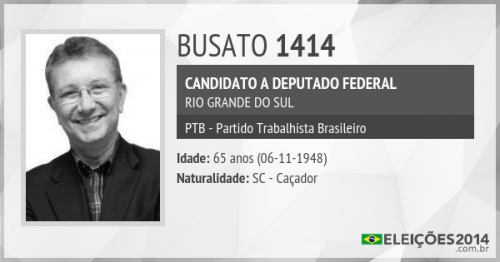 BUSATO 1414
CANDIDATO A DEPUTADO FEDERAL
RIO GRANDE DO SUL
PTB - Partido Trabalhista Brasileiro
Idade: 65 anos (06-11-1948)
Naturalidade: SC - Caçador
ELEIÇÕES2014
.com.br